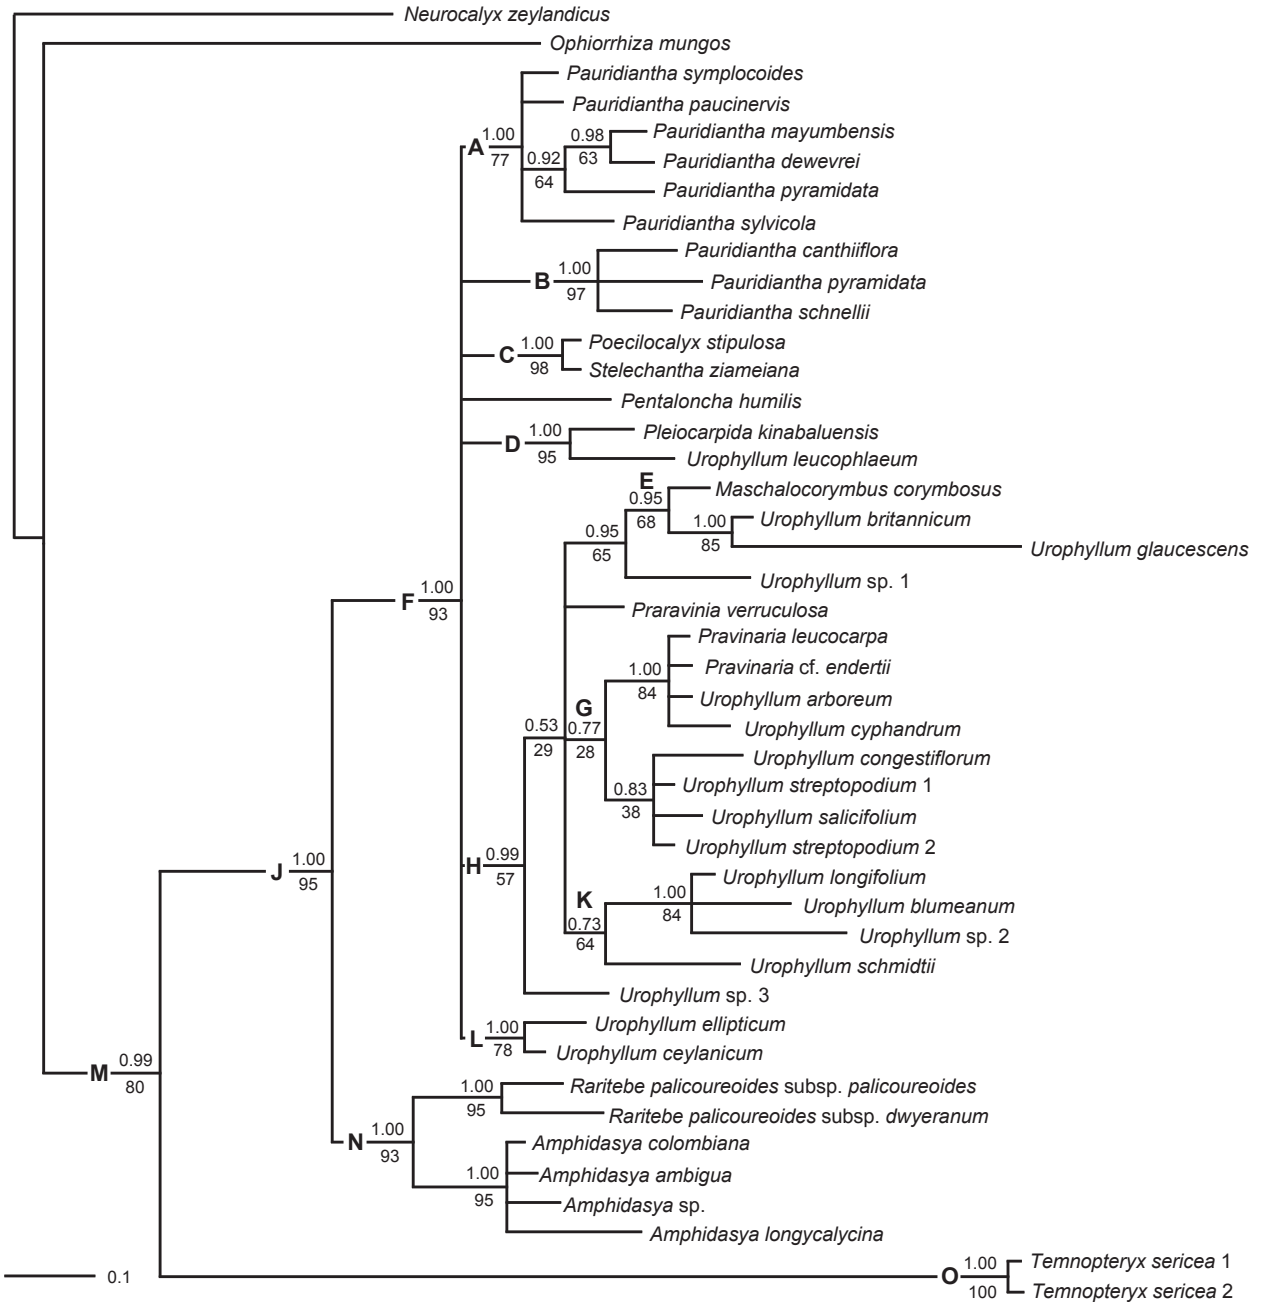 Neurocalyx zeylandicus
Ophiorrhiza mungos
Pauridiantha symplocoides
Pauridiantha paucinervis
A 1.00 77
0.92 64
0.98 63
Pauridiantha mayumbensis
Pauridiantha dewevrei
Pauridiantha pyramidata
Pauridiantha sylvicola
B 1.00 97
Pauridiantha canthiiflora
Pauridiantha pyramidata
Pauridiantha schnellii
C 1.00 98
Poecilocalyx stipulosa
Stelechantha ziameiana
Pentaloncha humilis
D 1.00 95
Pleiocarpida kinabaluensis
Urophyllum leucophlaeum
E
0.95 68
Maschalocorymbus corymbosus
1.00 85
Urophyllum britannicum
Urophyllum glaucescens
0.95 65
Urophyllum sp. 1
F 1.00 93
Praravinia verruculosa
Pravinaria leucocarpa
1.00 84
Pravinaria cf. endertii
Urophyllum arboreum
Urophyllum cyphandrum
G
0.77 28
0.53 29
Urophyllum congestiflorum
0.83 38
Urophyllum streptopodium 1
Urophyllum salicifolium
Urophyllum streptopodium 2
H 0.99 57
Urophyllum longifolium
1.00 84
Urophyllum blumeanum
K
0.73 64
Urophyllum sp. 2
Urophyllum schmidtii
J 1.00 95
Urophyllum sp. 3
L 1.00 78
Urophyllum ellipticum
Urophyllum ceylanicum
M 0.99 80
1.00 95
Raritebe palicoureoides subsp. palicoureoides
Raritebe palicoureoides subsp. dwyeranum
N 1.00 93
Amphidasya colombiana
1.00 95
Amphidasya ambigua
Amphidasya sp.
Amphidasya longycalycina
0.1
O 1.00 100
Temnopteryx sericea 1
Temnopteryx sericea 2